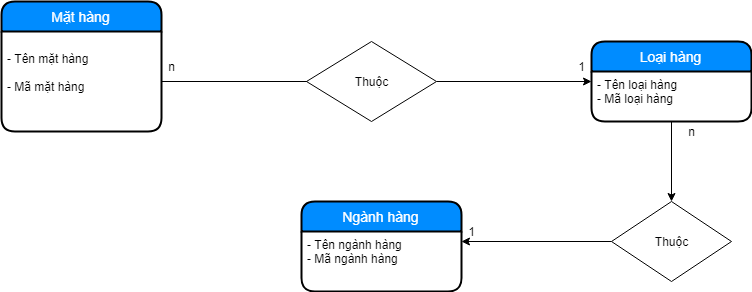 Mặt hàng
- Tên mặt hàng
- Mã mặt hàng
n
Thuộc
1
Loại hàng
- Tên loại hàng
- Mã loại hàng
n
Thuộc
1
Ngành hàng
- Tên ngành hàng
- Mã ngành hàng